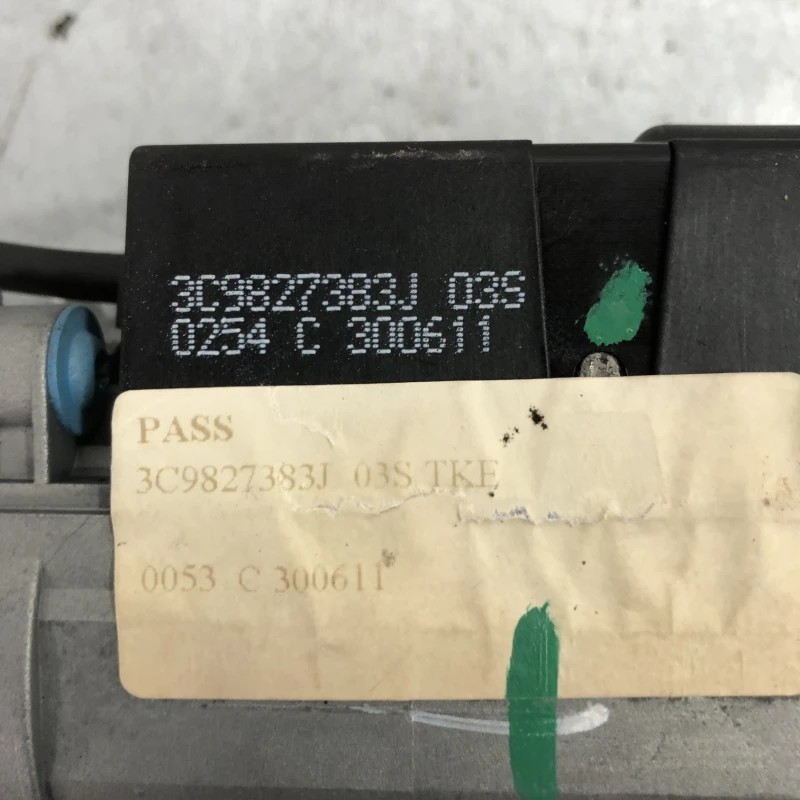 3C9827383J 03S
0254 C 300611
PASS
3C9827383J 03S TKE
0053 C 300611